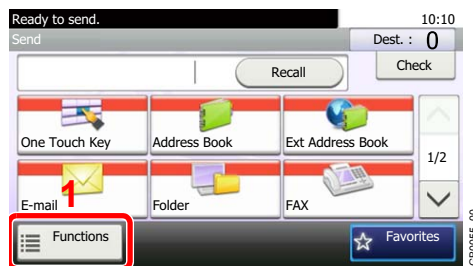 Ready to send. 10:10
Send Dest. : 0
Recall Check
One Touch Key Address Book Ext Address Book
1/2
E-mail 1 Folder FAX
Functions Favorites